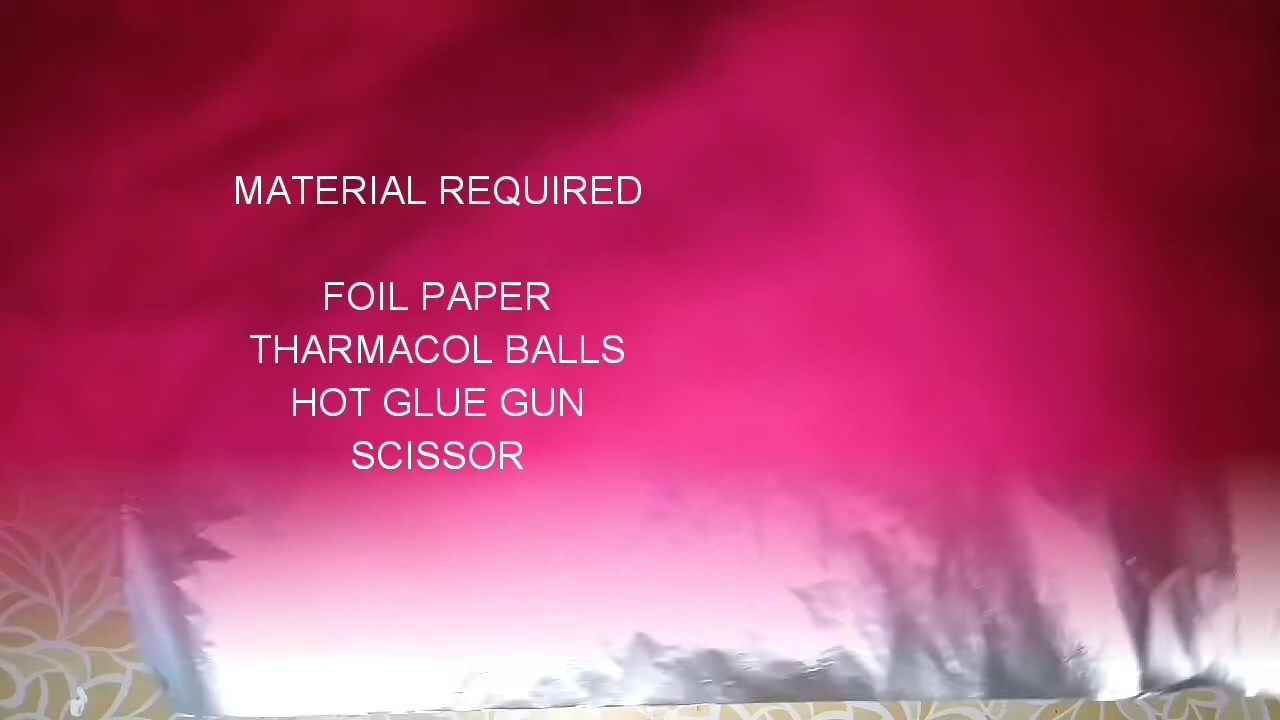 MATERIAL REQUIRED
FOIL PAPER
THARMACOL BALLS
HOT GLUE GUN
SCISSOR